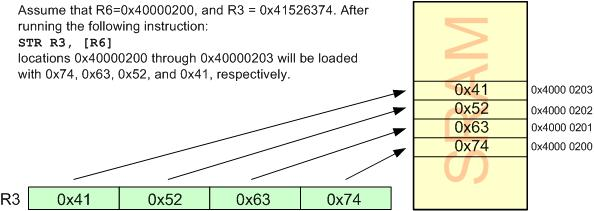 Assume that R6=0x40000200, and R3 = 0x41526374. After
running the following instruction:
STR R3, [R6]
locations 0x40000200 through 0x40000203 will be loaded
with 0x74, 0x63, 0x52, and 0x41, respectively.
SRAM
0x41 0x4000 0203
0x52 0x4000 0202
0x63 0x4000 0201
0x74 0x4000 0200
R3 0x41 0x52 0x63 0x74